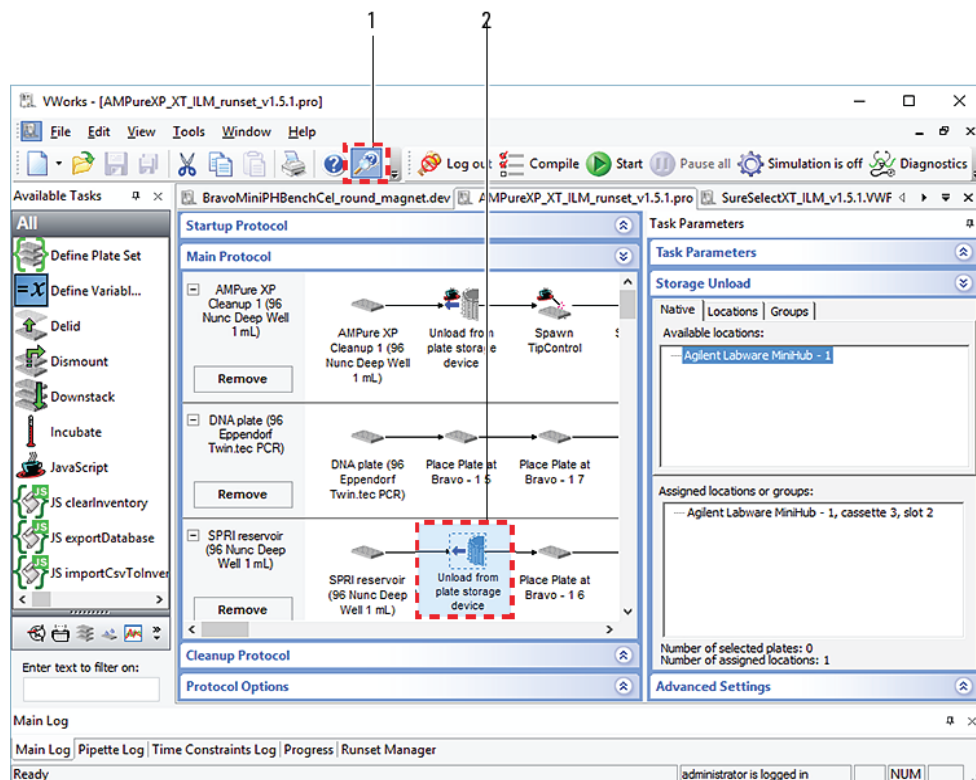 1
2
VWorks - [AMPureXP_XT_ILM_runset_v1.5.1.pro]
File Edit View Tools Window Help
Log out Compile Start Pause all Simulation is off Diagnostics
Available Tasks
BravoMiniPHBenchCel_round_magnet.dev
AMPureXP_XT_ILM_runset_v1.5.1.pro
SureSelectXT_ILM_v1.5.1.VWF
Task Parameters
All
Define Plate Set
Define Variabl...
Delid
Dismount
Downstack
Incubate
JavaScript
JS clearInventory
JS exportDatabase
JS importCsvToInver
Enter text to filter on:
Startup Protocol
Main Protocol
AMPure XP
Cleanup 1 (96
Nunc Deep Well
1 mL)
Remove
AMPure XP
Cleanup 1 (96
Nunc Deep Well
1 mL)
Unload from
plate storage
device
Spawn
TipControl
DNA plate (96
Eppendorf
Twin.tec PCR)
Remove
DNA plate (96
Eppendorf
Twin.tec PCR)
Place Plate at
Bravo - 1 5
Place Plate at
Bravo - 1 7
SPRI reservoir
(96 Nunc Deep
Well 1 mL)
Remove
SPRI reservoir
(96 Nunc Deep
Well 1 mL)
Unload from
plate storage
device
Place Plate at
Bravo - 1 6
Cleanup Protocol
Protocol Options
Task Parameters
Storage Unload
Native Locations Groups
Available locations:
Agilent Labware MiniHub - 1
Assigned locations or groups:
Agilent Labware MiniHub - 1, cassette 3, slot 2
Number of selected plates: 0
Number of assigned locations: 1
Advanced Settings
Main Log
Main Log Pipette Log Time Constraints Log Progress Runset Manager
Ready
administrator is logged in
NUM